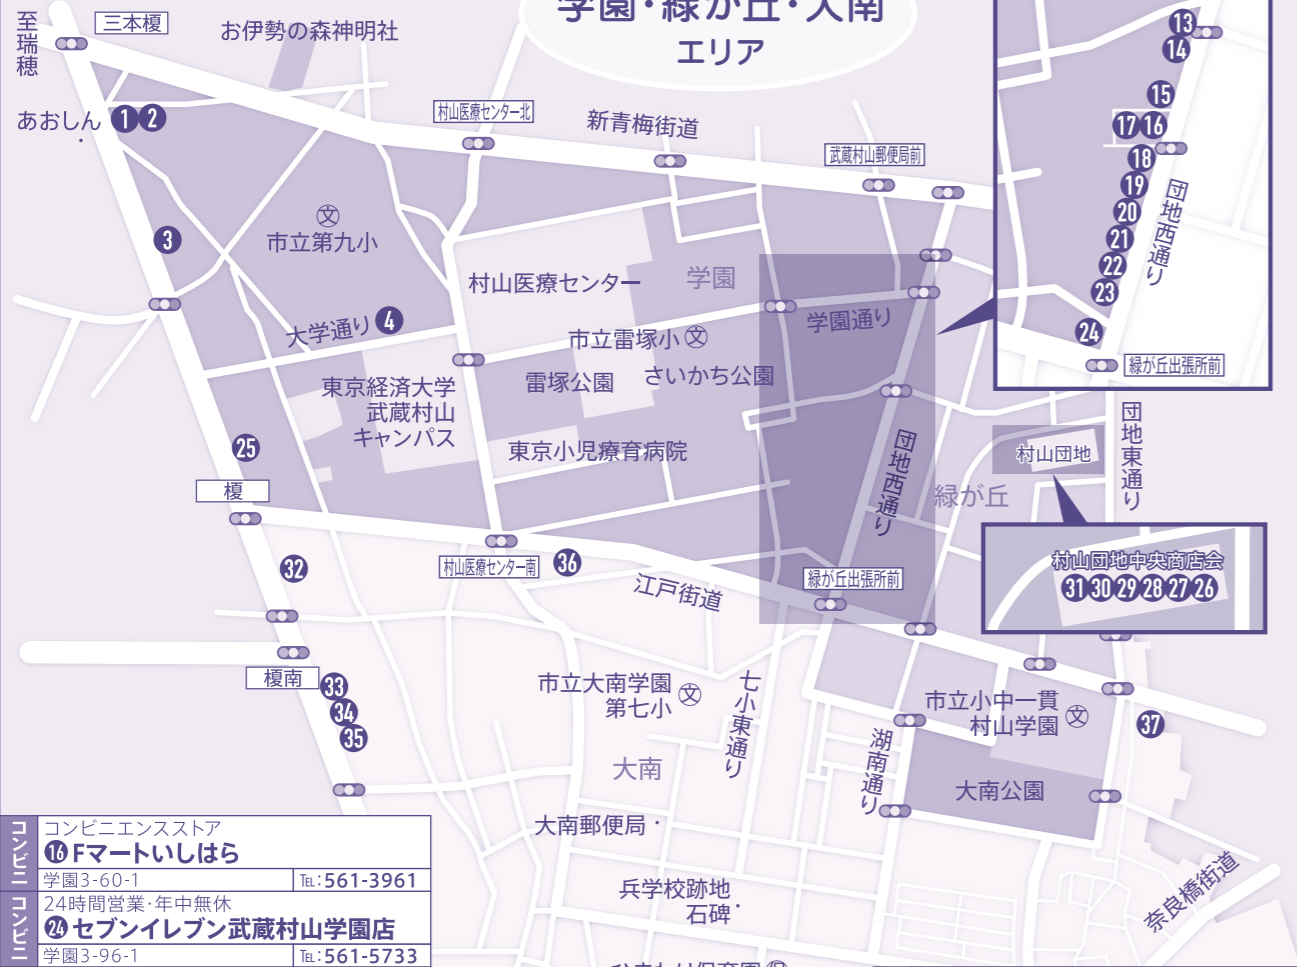 学園・緑が丘・大南
エリア
至瑞穂
三本榎
お伊勢の森神明社
あおしん
1 2
村山医療センター北
新青梅街道
武蔵村山郵便局前
3
市立第九小
文
大学通り
4
村山医療センター
学園
市立雷塚小
文
学園通り
雷塚公園
さいかち公園
東京経済大学
武蔵村山
キャンパス
東京小児療育病院
25
榎
団地西通り
緑が丘
村山団地
団地東通り
13
14
15
17 16
18
19
20
21
22
23
24
団地西通り
緑が丘出張所前
村山団地中央商店会
31 30 29 28 27 26
32
村山医療センター南
36
江戸街道
緑が丘出張所前
榎南
33
34
35
市立大南学園
第七小
文
七小東通り
大南
湖南通り
市立小中一貫
村山学園
文
37
大南公園
大南郵便局
兵学校跡地
石碑
奈良橋街道
コンビニ
コンビニエンスストア
16 Fマートいしはら
学園3-60-1
TEL:561-3961
コンビニ
24時間営業・年中無休
24 セブンイレブン武蔵村山学園店
学園3-96-1
TEL:561-5733